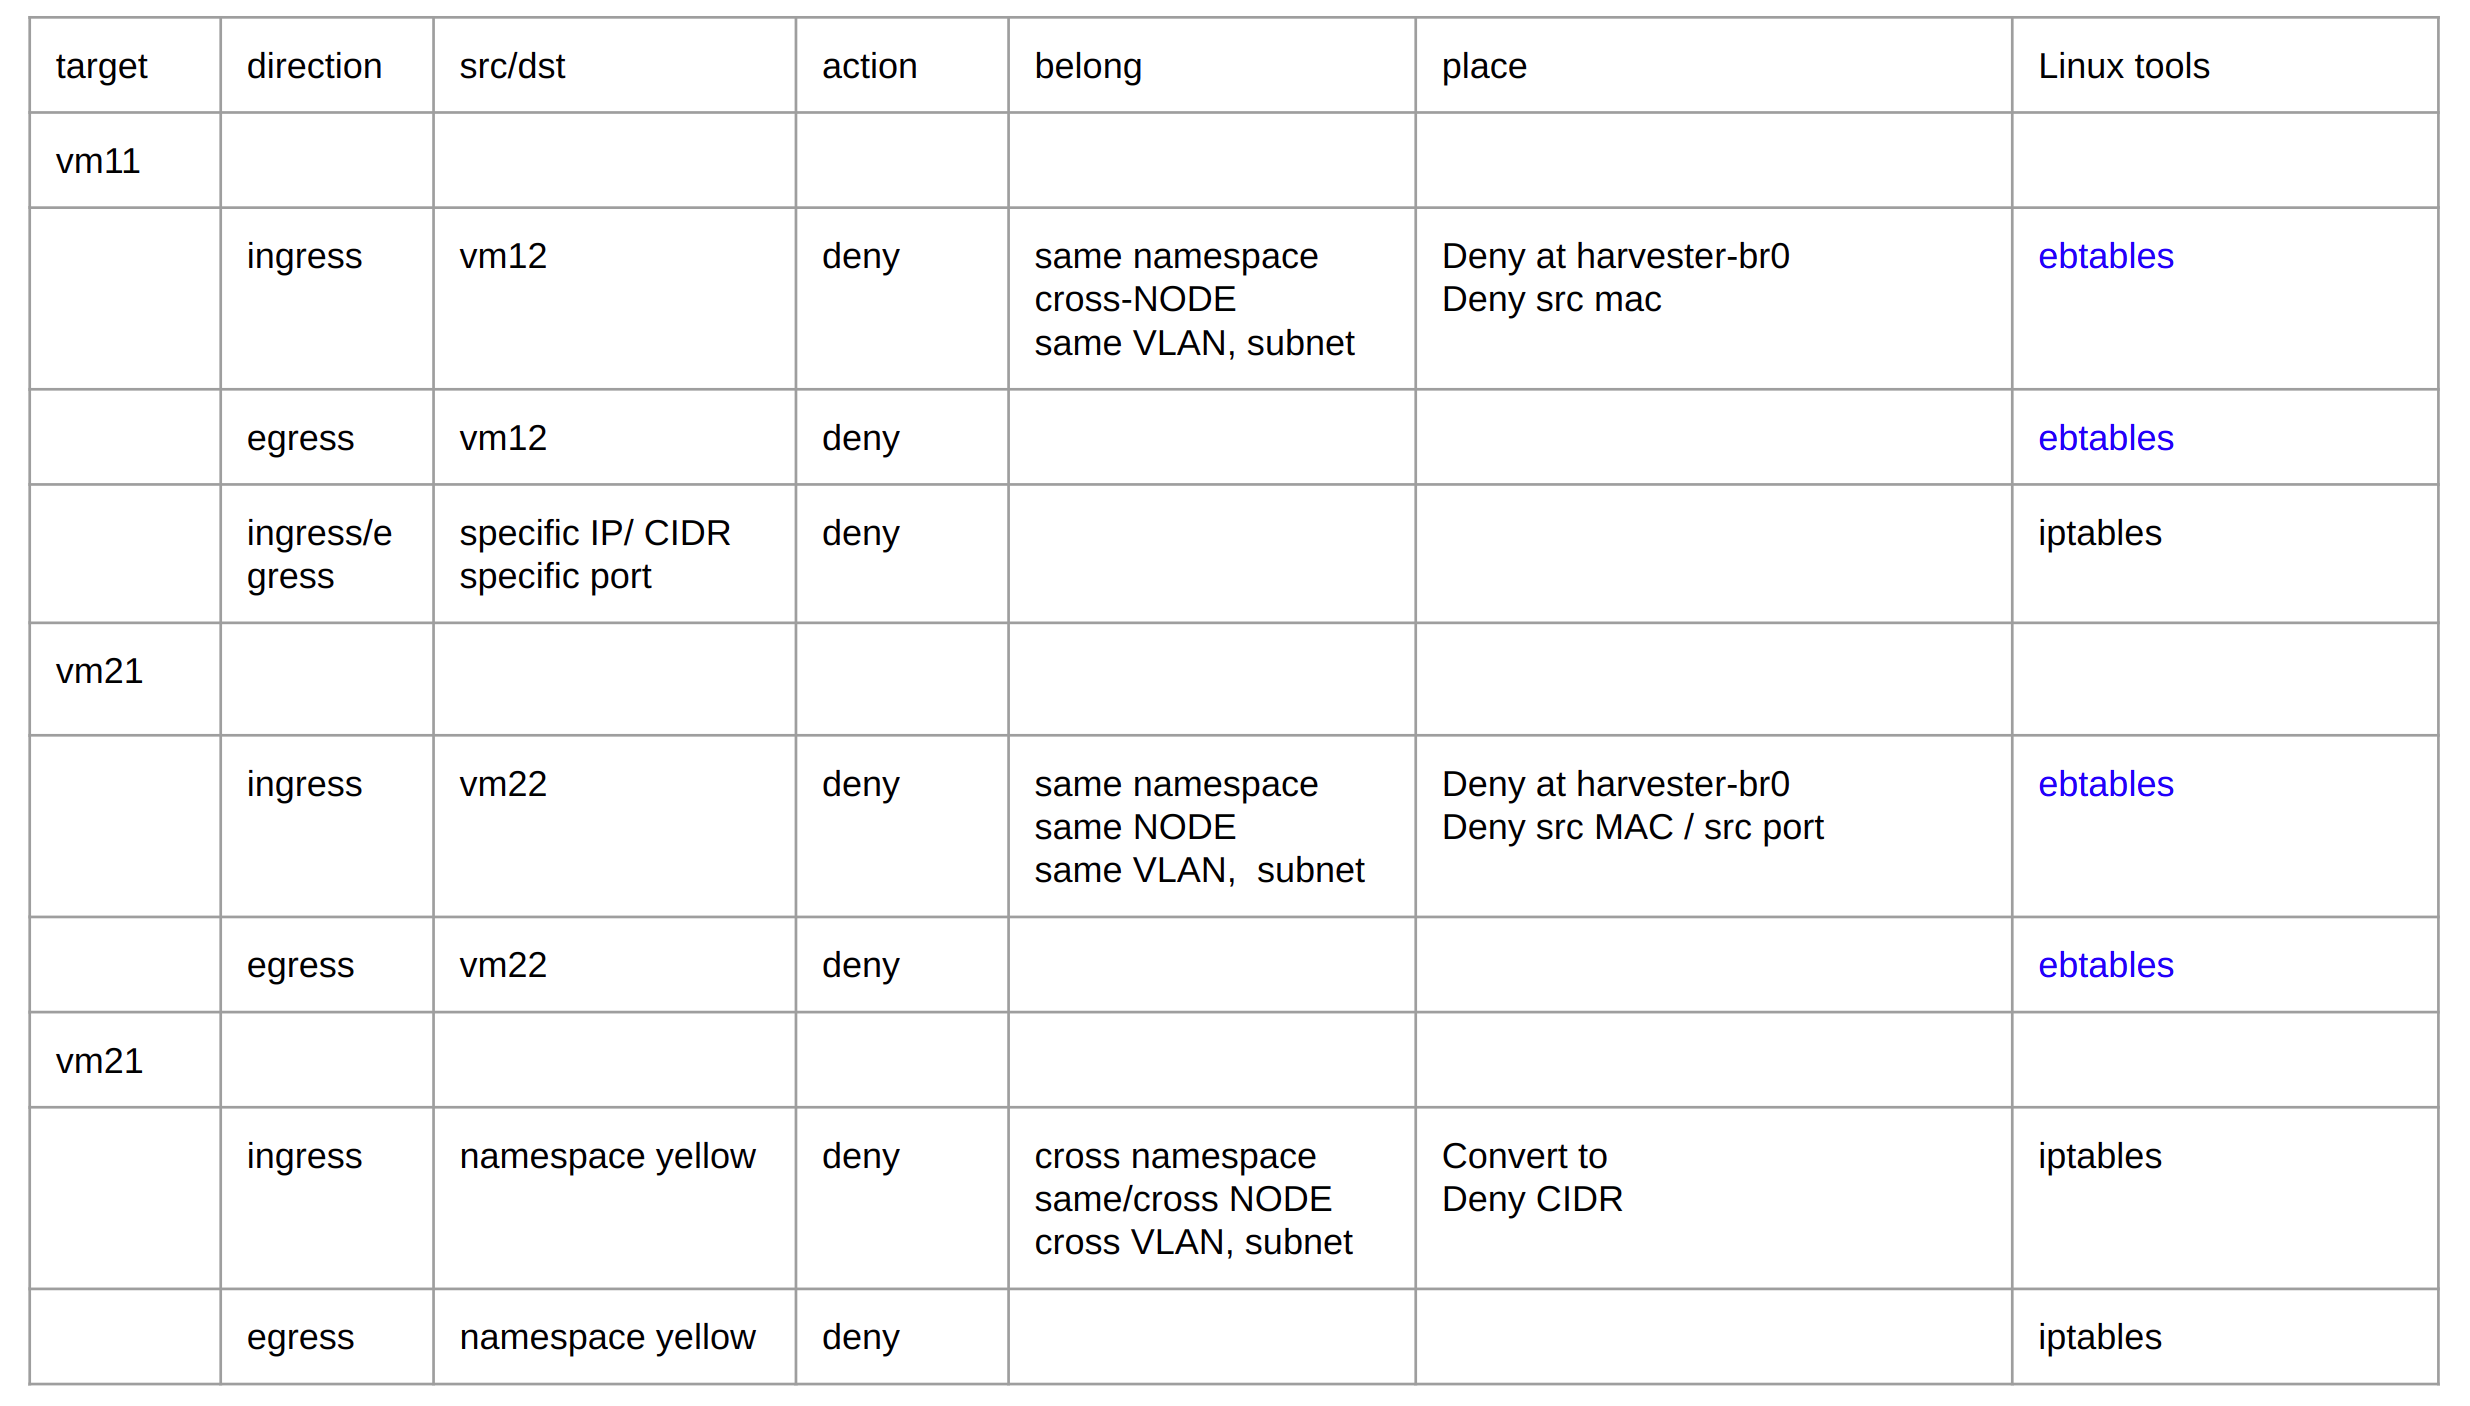 target direction src/dst action belong place Linux tools
vm11
ingress vm12 deny same namespace Deny at harvester-br0 ebtables
cross-NODE Deny src mac
same VLAN, subnet
egress vm12 deny ebtables
ingress/e specific IP/ CIDR deny iptables
gress specific port
vm21
ingress vm22 deny same namespace Deny at harvester-br0 ebtables
same NODE Deny src MAC / src port
same VLAN,  subnet
egress vm22 deny ebtables
vm21
ingress namespace yellow deny cross namespace Convert to iptables
same/cross NODE Deny CIDR
cross VLAN, subnet
egress namespace yellow deny iptables